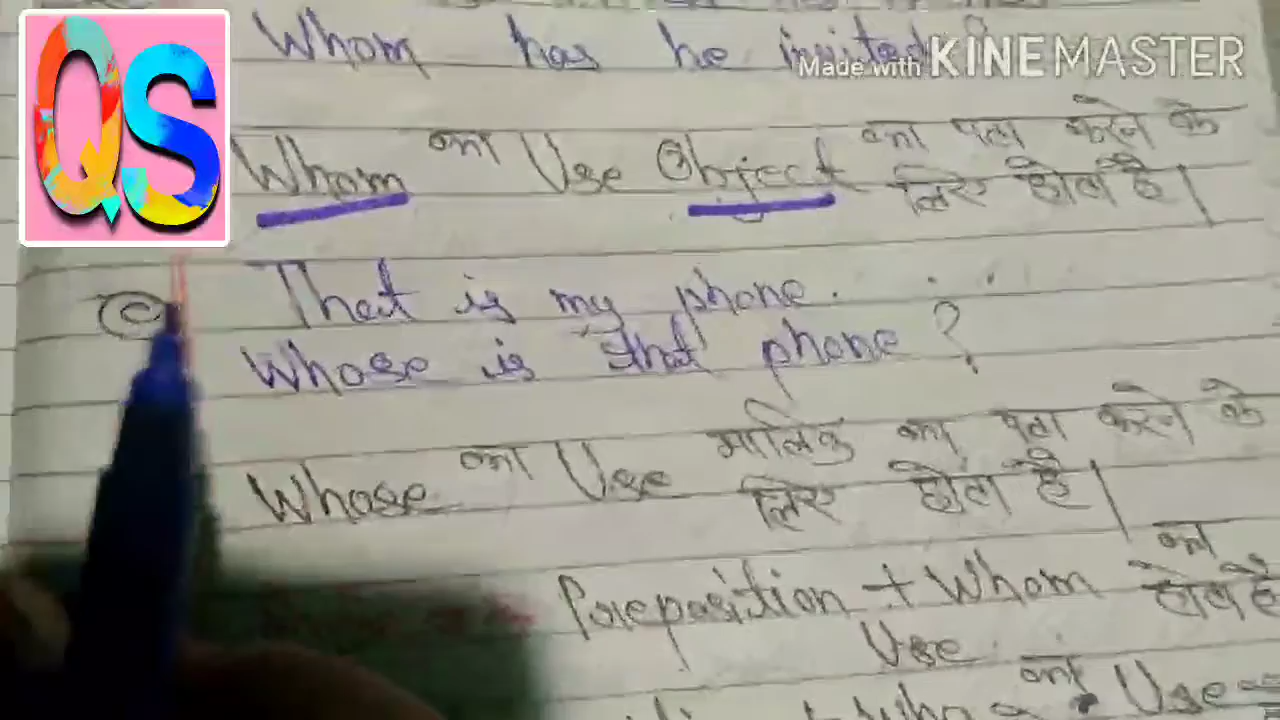 QS
Whom has he invited
Made with KINEMASTER
Whom का Use Object का पता करने के
लिए होता है।
(c) That is my phone.
Whose is that phone?
Whose का Use मालिक का पता करने के
लिए होता है।
Preposition + Whom का
Use होता है
का Use